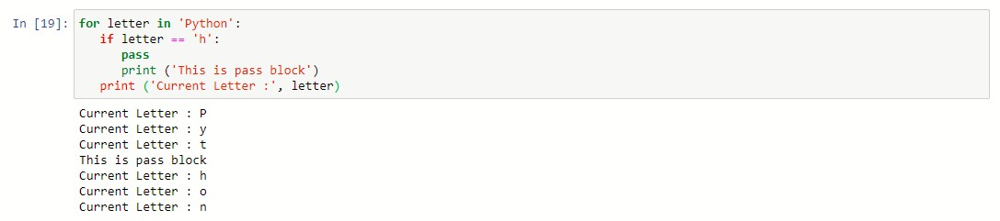 In [19]: for letter in 'Python':
   if letter == 'h':
      pass
      print ('This is pass block')
   print ('Current Letter :', letter)
Current Letter : P
Current Letter : y
Current Letter : t
This is pass block
Current Letter : h
Current Letter : o
Current Letter : n